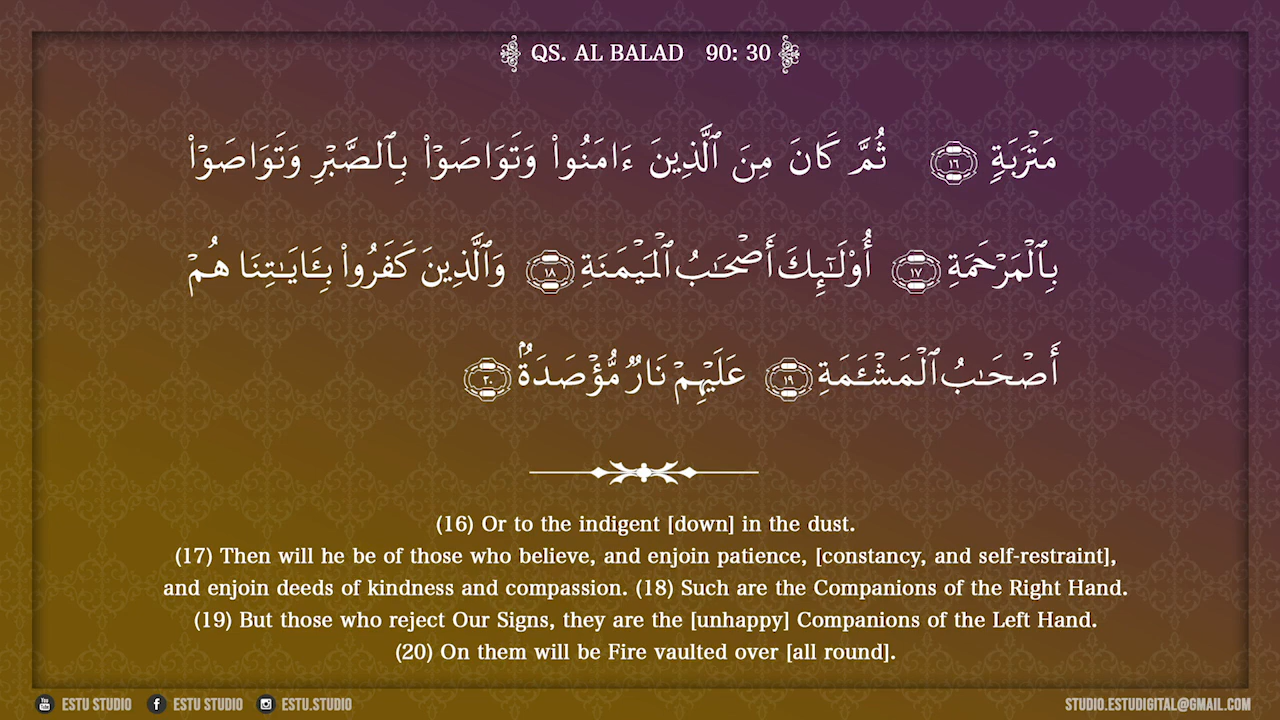 QS. AL BALAD 90: 30
مَتْرَبَةٍ ١٦ ثُمَّ كَانَ مِنَ ٱلَّذِينَ ءَامَنُوا۟ وَتَوَاصَوْا۟ بِٱلصَّبْرِ وَتَوَاصَوْا۟
بِٱلْمَرْحَمَةِ ١٧ أُو۟لَـٰٓئِكَ أَصْحَـٰبُ ٱلْمَيْمَنَةِ ١٨ وَٱلَّذِينَ كَفَرُوا۟ بِـَٔايَـٰتِنَا هُمْ
أَصْحَـٰبُ ٱلْمَشْـَٔمَةِ ١٩ عَلَيْهِمْ نَارٌ مُّؤْصَدَةٌۢ ٢٠
(16) Or to the indigent [down] in the dust.
(17) Then will he be of those who believe, and enjoin patience, [constancy, and self-restraint],
and enjoin deeds of kindness and compassion. (18) Such are the Companions of the Right Hand.
(19) But those who reject Our Signs, they are the [unhappy] Companions of the Left Hand.
(20) On them will be Fire vaulted over [all round].
ESTU STUDIO ESTU STUDIO ESTU.STUDIO STUDIO.ESTUDIGITAL@GMAIL.COM